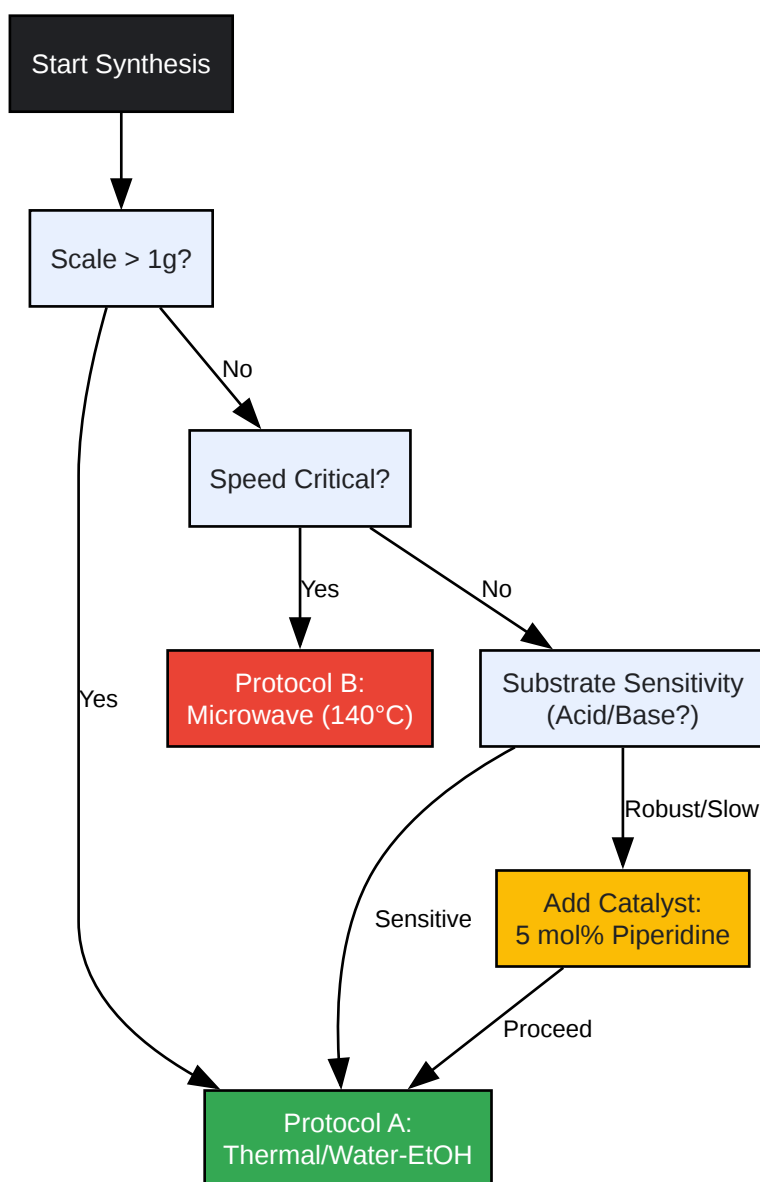 Start Synthesis
Scale > 1g?
No
Speed Critical?
Yes
No
Yes
Protocol B:
Microwave (140°C)
Substrate Sensitivity
(Acid/Base?)
Robust/Slow
Sensitive
Add Catalyst:
5 mol% Piperidine
Proceed
Protocol A:
Thermal/Water-EtOH